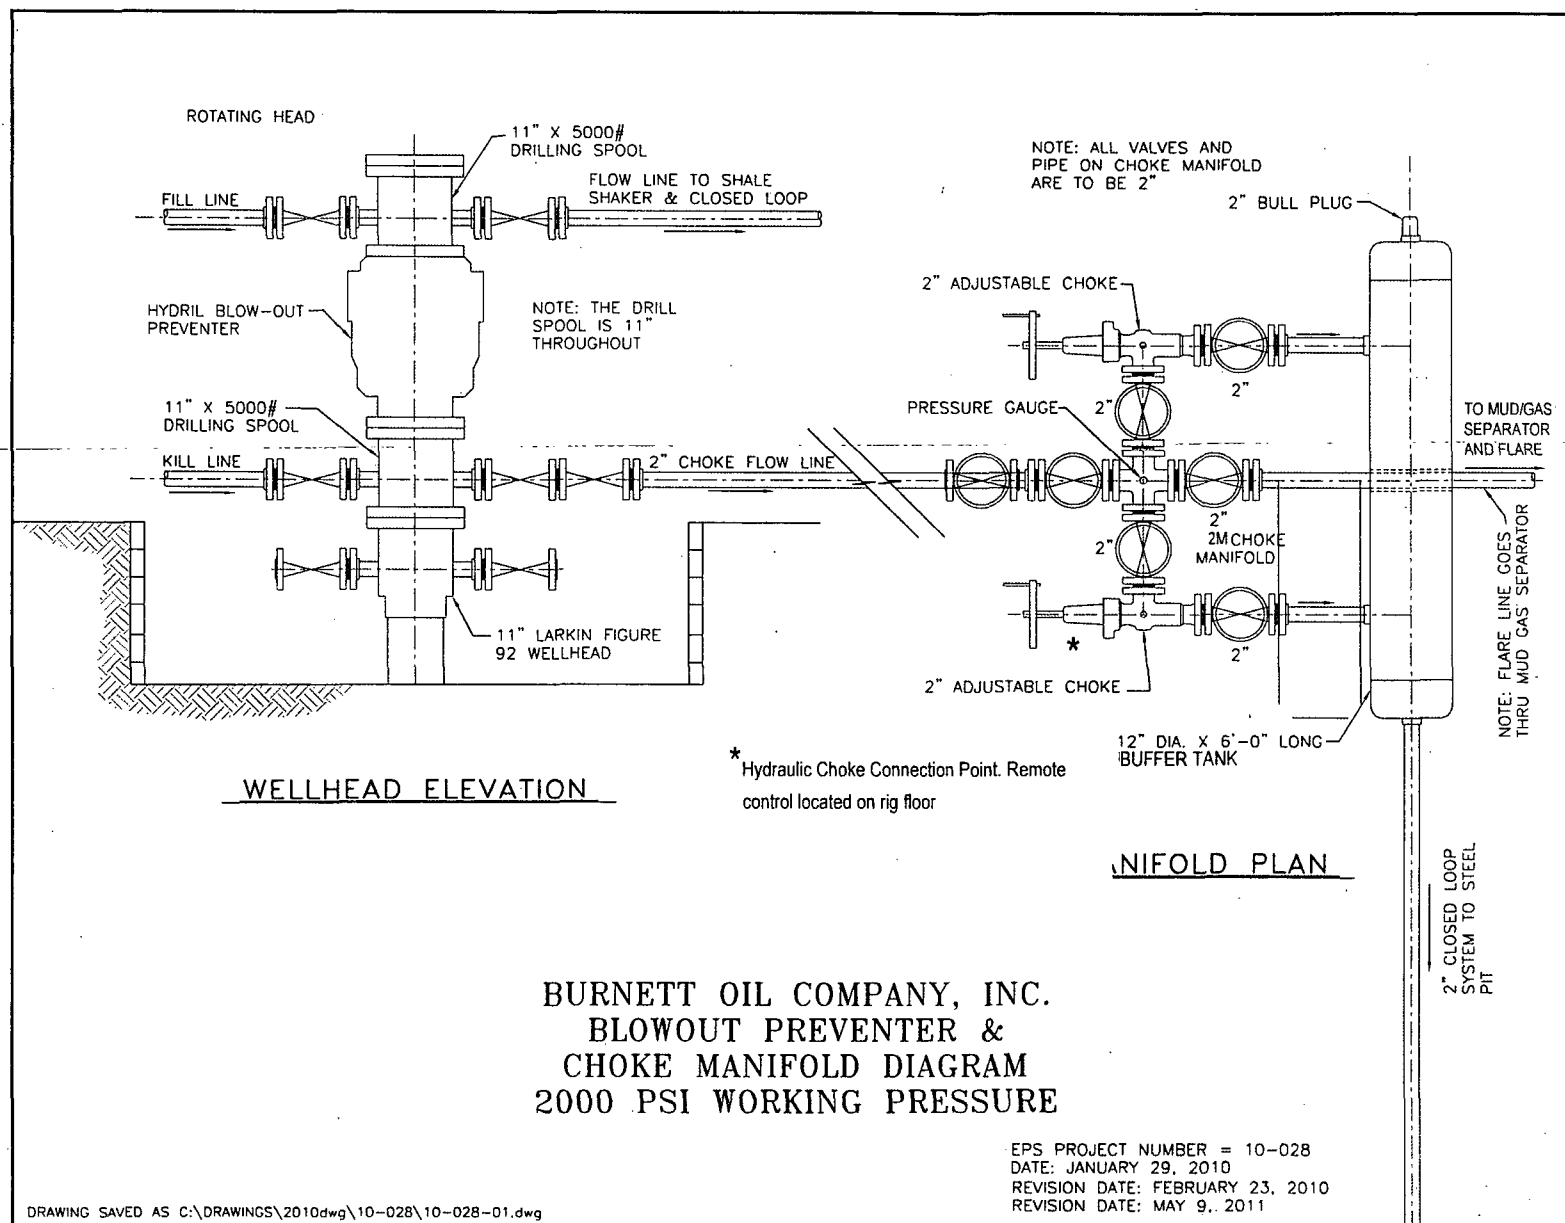 ROTATING HEAD
11" X 5000#
DRILLING SPOOL
FILL LINE
FLOW LINE TO SHALE
SHAKER & CLOSED LOOP
HYDRIL BLOW-OUT
PREVENTER
NOTE: THE DRILL
SPOOL IS 11"
THROUGHOUT
11" X 5000#
DRILLING SPOOL
KILL LINE
2" CHOKE FLOW LINE
11" LARKIN FIGURE
92 WELLHEAD
WELLHEAD ELEVATION
NOTE: ALL VALVES AND
PIPE ON CHOKE MANIFOLD
ARE TO BE 2"
2" BULL PLUG
2" ADJUSTABLE CHOKE
2"
2"
PRESSURE GAUGE
TO MUD/GAS
SEPARATOR
AND FLARE
2"
2"
2M CHOKE
MANIFOLD
*
2"
2" ADJUSTABLE CHOKE
12" DIA. X 6'-0" LONG
BUFFER TANK
NOTE: FLARE LINE GOES
THRU MUD GAS SEPARATOR
* Hydraulic Choke Connection Point. Remote
control located on rig floor
NIFOLD PLAN
2" CLOSED LOOP
SYSTEM TO STEEL
PIT
BURNETT OIL COMPANY, INC.
BLOWOUT PREVENTER &
CHOKE MANIFOLD DIAGRAM
2000 PSI WORKING PRESSURE
EPS PROJECT NUMBER = 10-028
DATE: JANUARY 29, 2010
REVISION DATE: FEBRUARY 23, 2010
REVISION DATE: MAY 9, 2011
DRAWING SAVED AS C:\DRAWINGS\2010dwg\10-028\10-028-01.dwg